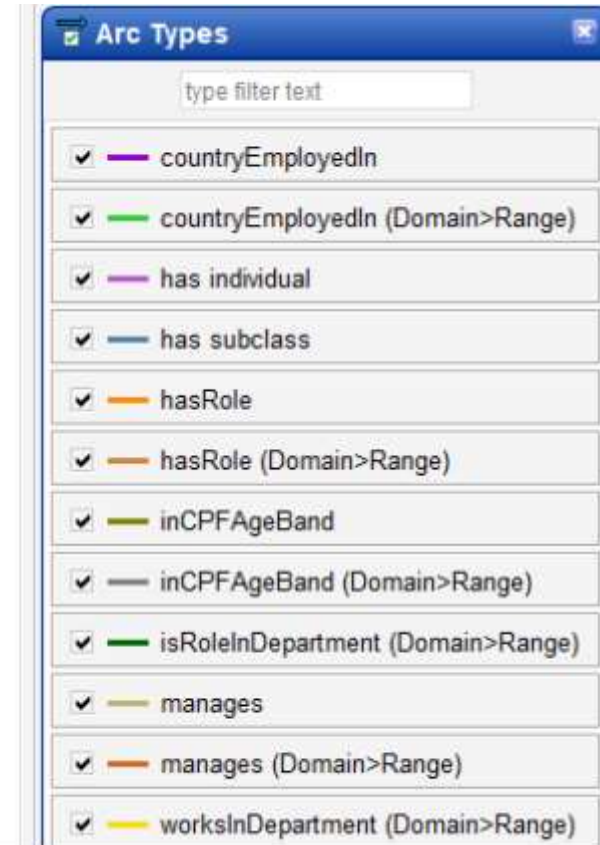 Arc Types
type filter text
countryEmployedIn
countryEmployedIn (Domain>Range)
has individual
has subclass
hasRole
hasRole (Domain>Range)
inCPFAgeBand
inCPFAgeBand (Domain>Range)
isRoleInDepartment (Domain>Range)
manages
manages (Domain>Range)
worksInDepartment (Domain>Range)